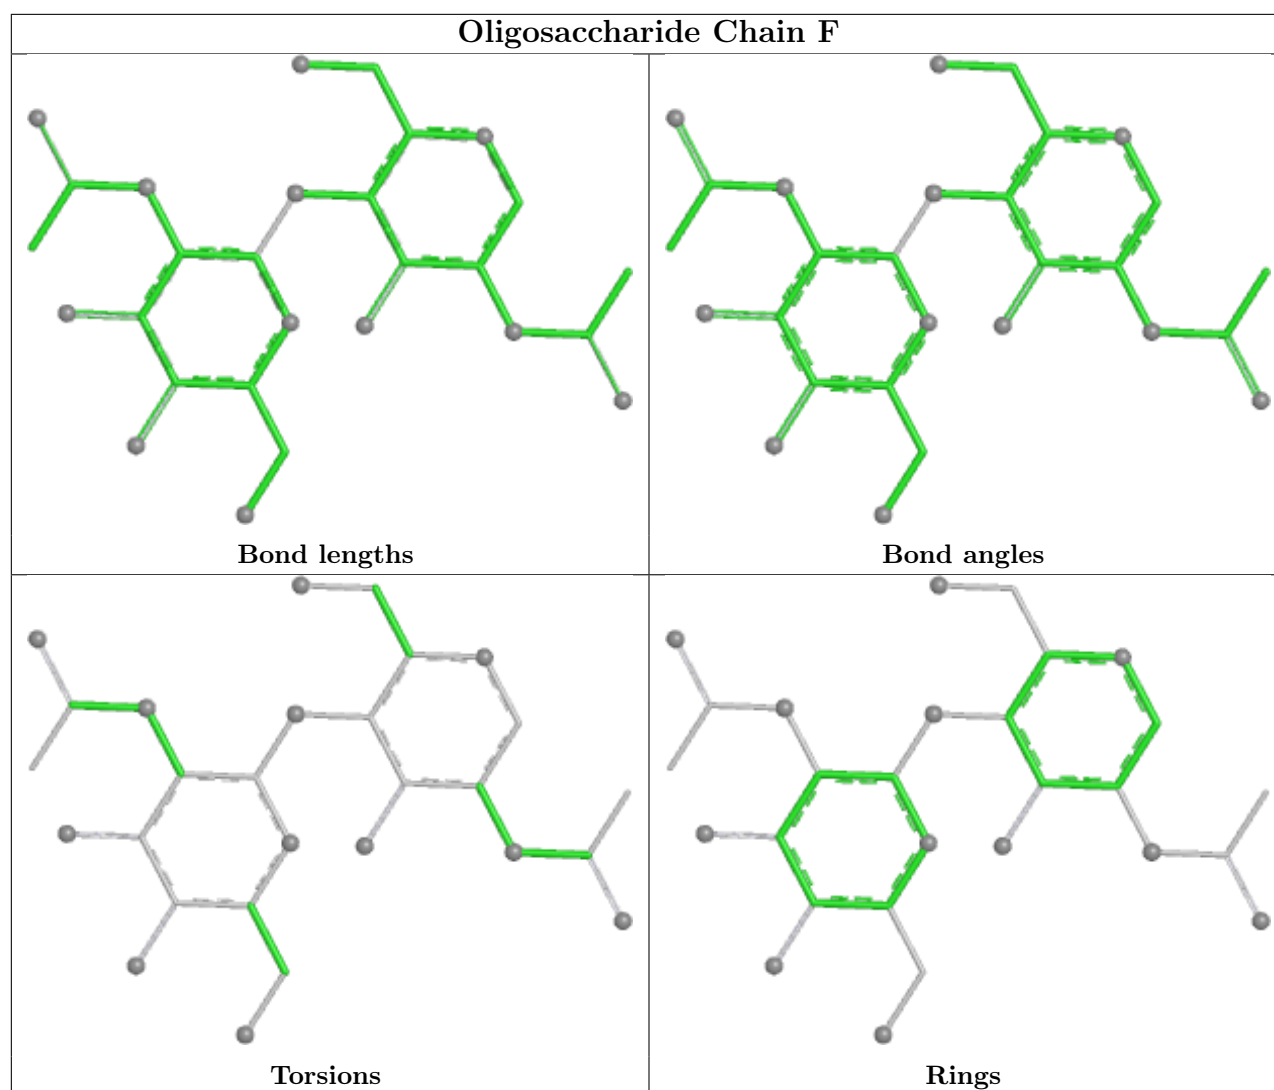 Oligosaccharide Chain F
Bond lengths
Bond angles
Torsions
Rings